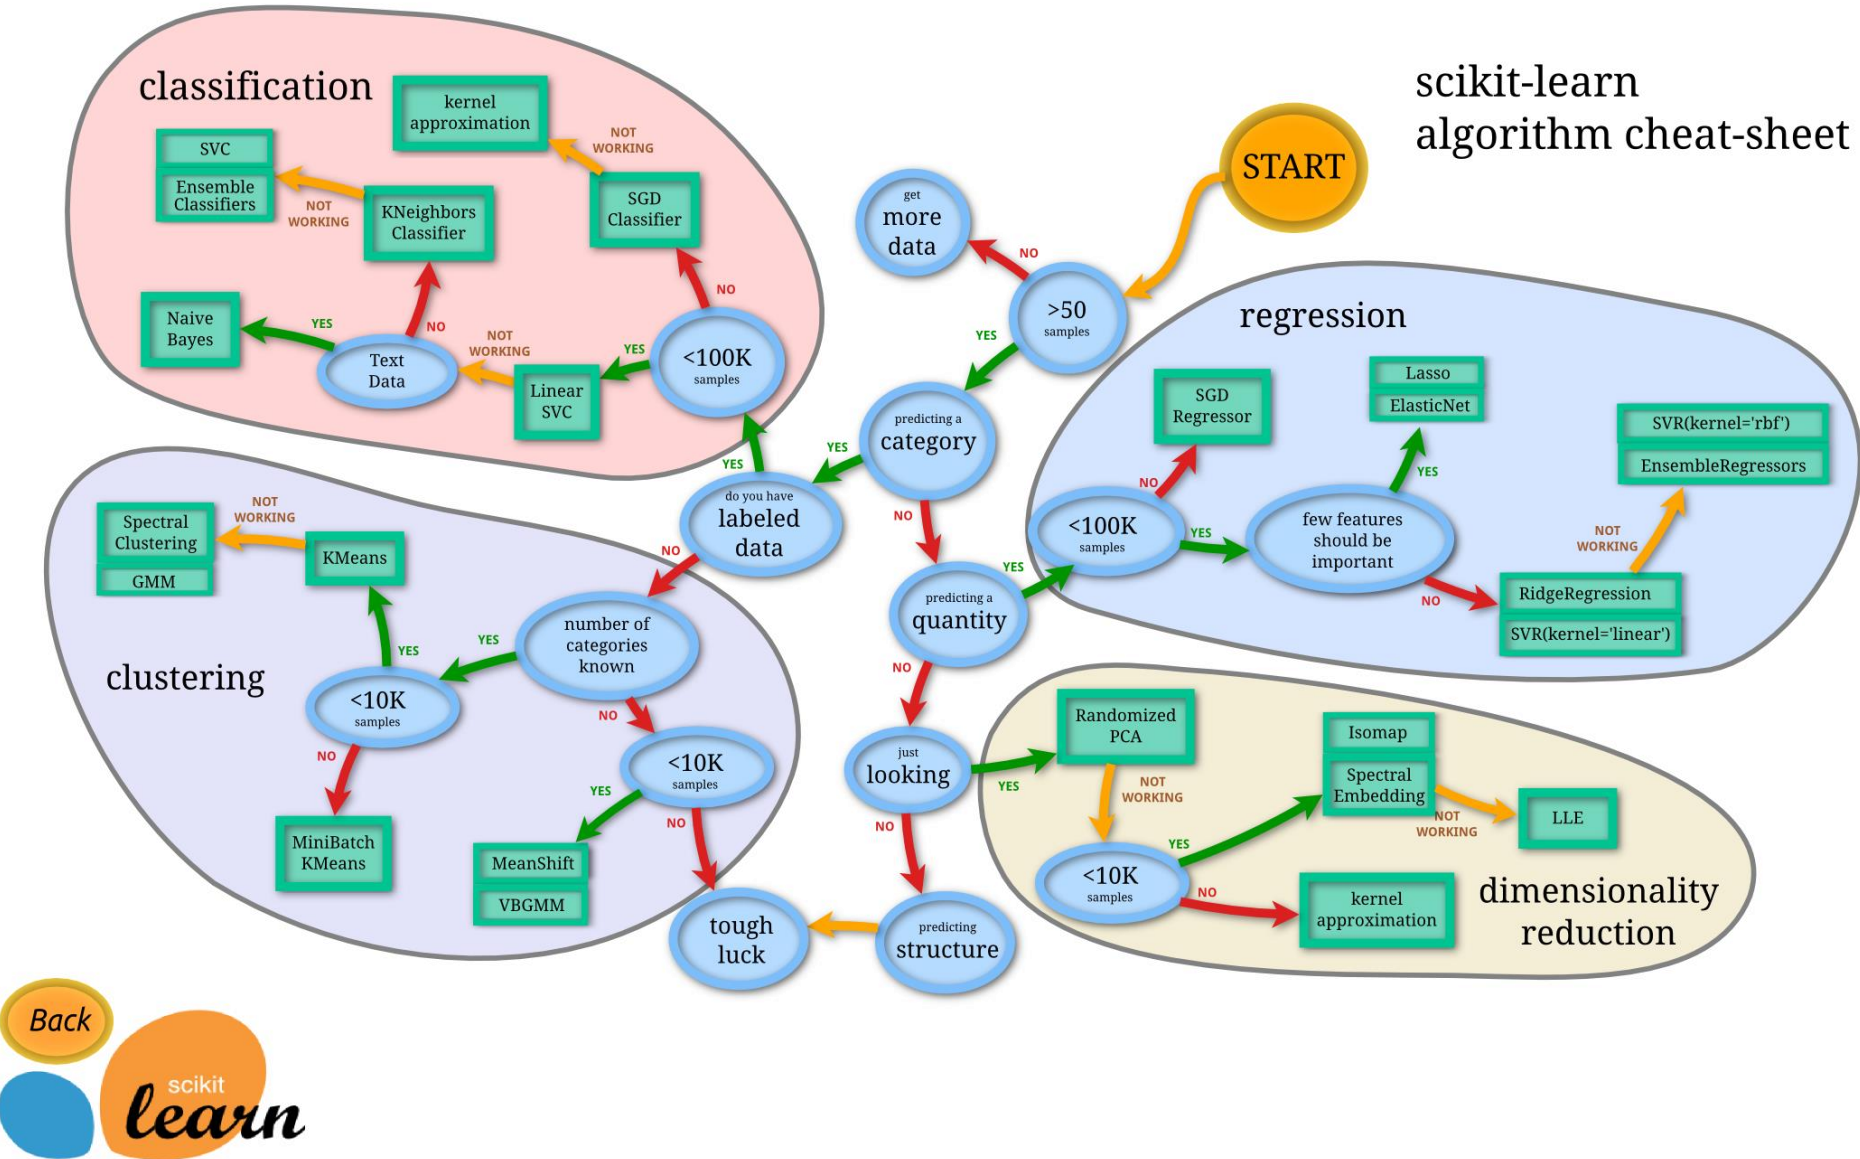 scikit-learn
algorithm cheat-sheet
START
classification
kernel
approximation
NOT
WORKING
SVC
Ensemble
Classifiers
NOT
WORKING
KNeighbors
Classifier
SGD
Classifier
NO
NO
Naive
Bayes
YES
Text
Data
NOT
WORKING
Linear
SVC
YES
<100K
samples
YES
get
more
data
NO
>50
samples
YES
predicting a
category
YES
NO
do you have
labeled
data
NO
predicting a
quantity
YES
NO
just
looking
YES
NO
predicting
structure
tough
luck
regression
SGD
Regressor
NO
Lasso
ElasticNet
YES
SVR(kernel='rbf')
EnsembleRegressors
<100K
samples
YES
few features
should be
important
NOT
WORKING
NO
RidgeRegression
SVR(kernel='linear')
clustering
Spectral
Clustering
GMM
NOT
WORKING
KMeans
YES
number of
categories
known
YES
NO
<10K
samples
NO
<10K
samples
YES
NO
MiniBatch
KMeans
MeanShift
VBGMM
Randomized
PCA
NOT
WORKING
Isomap
Spectral
Embedding
NOT
WORKING
LLE
YES
<10K
samples
NO
kernel
approximation
dimensionality
reduction
Back
scikit
learn